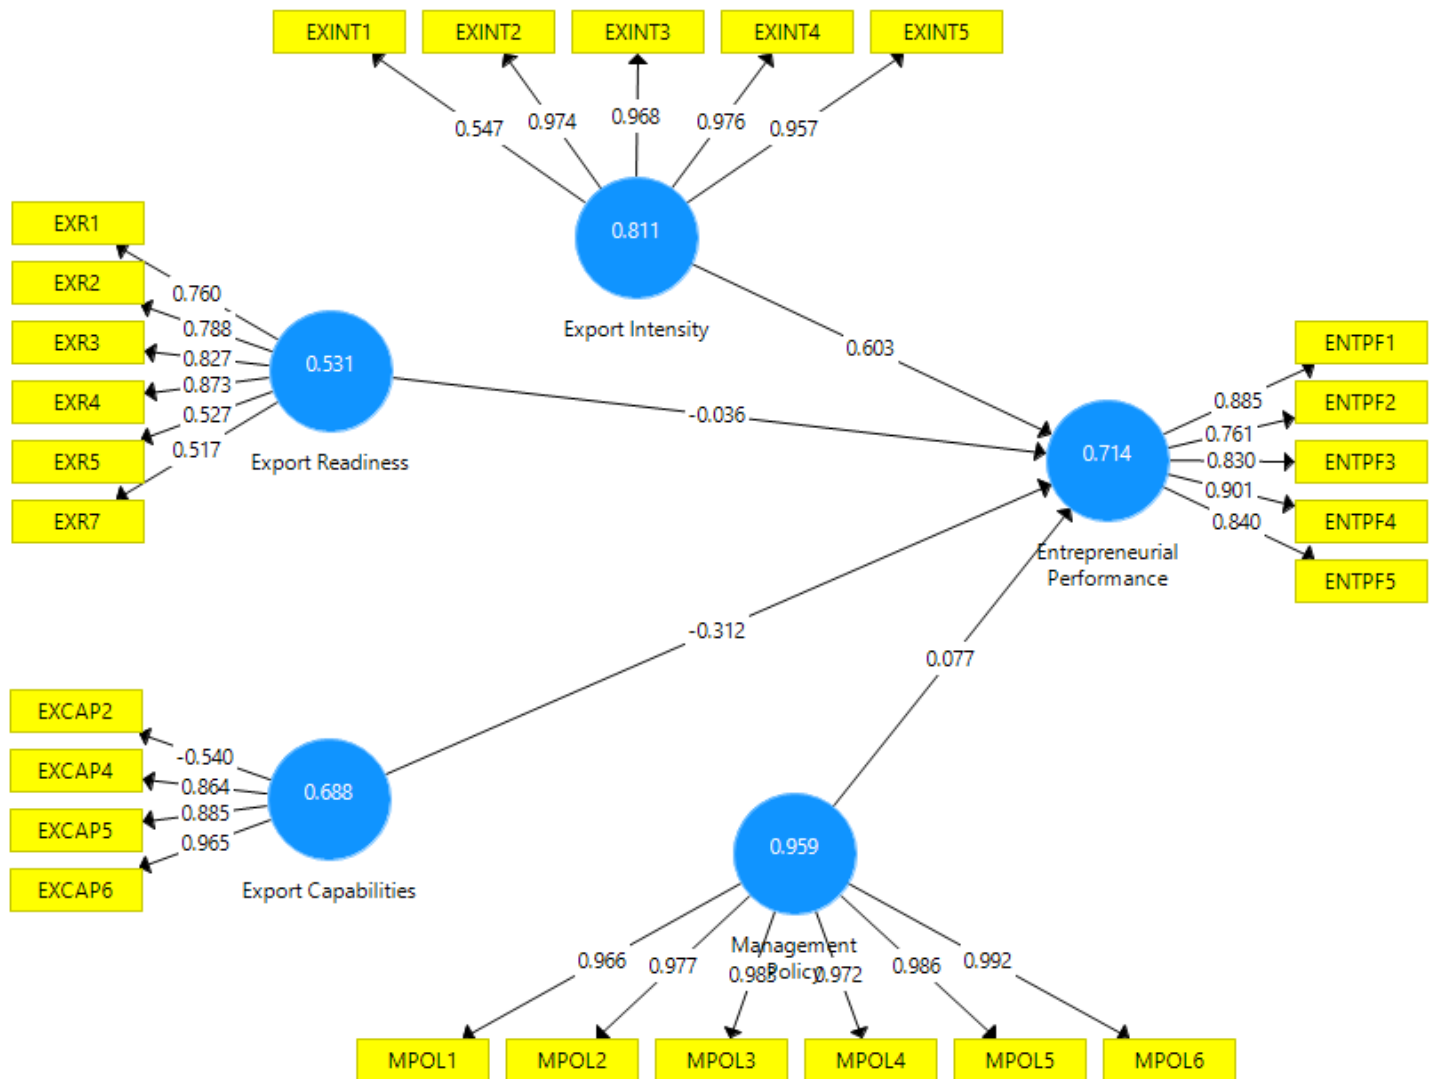 EXINT1
EXINT2
EXINT3
EXINT4
EXINT5
0.547
0.974
0.968
0.976
0.957
0.811
Export Intensity
EXR1
EXR2
EXR3
EXR4
EXR5
EXR7
0.760
0.788
0.827
0.873
0.527
0.517
0.531
Export Readiness
0.603
-0.036
-0.312
0.077
0.714
Entrepreneurial
Performance
0.885
0.761
0.830
0.901
0.840
ENTPF1
ENTPF2
ENTPF3
ENTPF4
ENTPF5
EXCAP2
EXCAP4
EXCAP5
EXCAP6
-0.540
0.864
0.885
0.965
0.688
Export Capabilities
0.959
Management
Policy
0.966
0.977
0.985
0.972
0.986
0.992
MPOL1
MPOL2
MPOL3
MPOL4
MPOL5
MPOL6